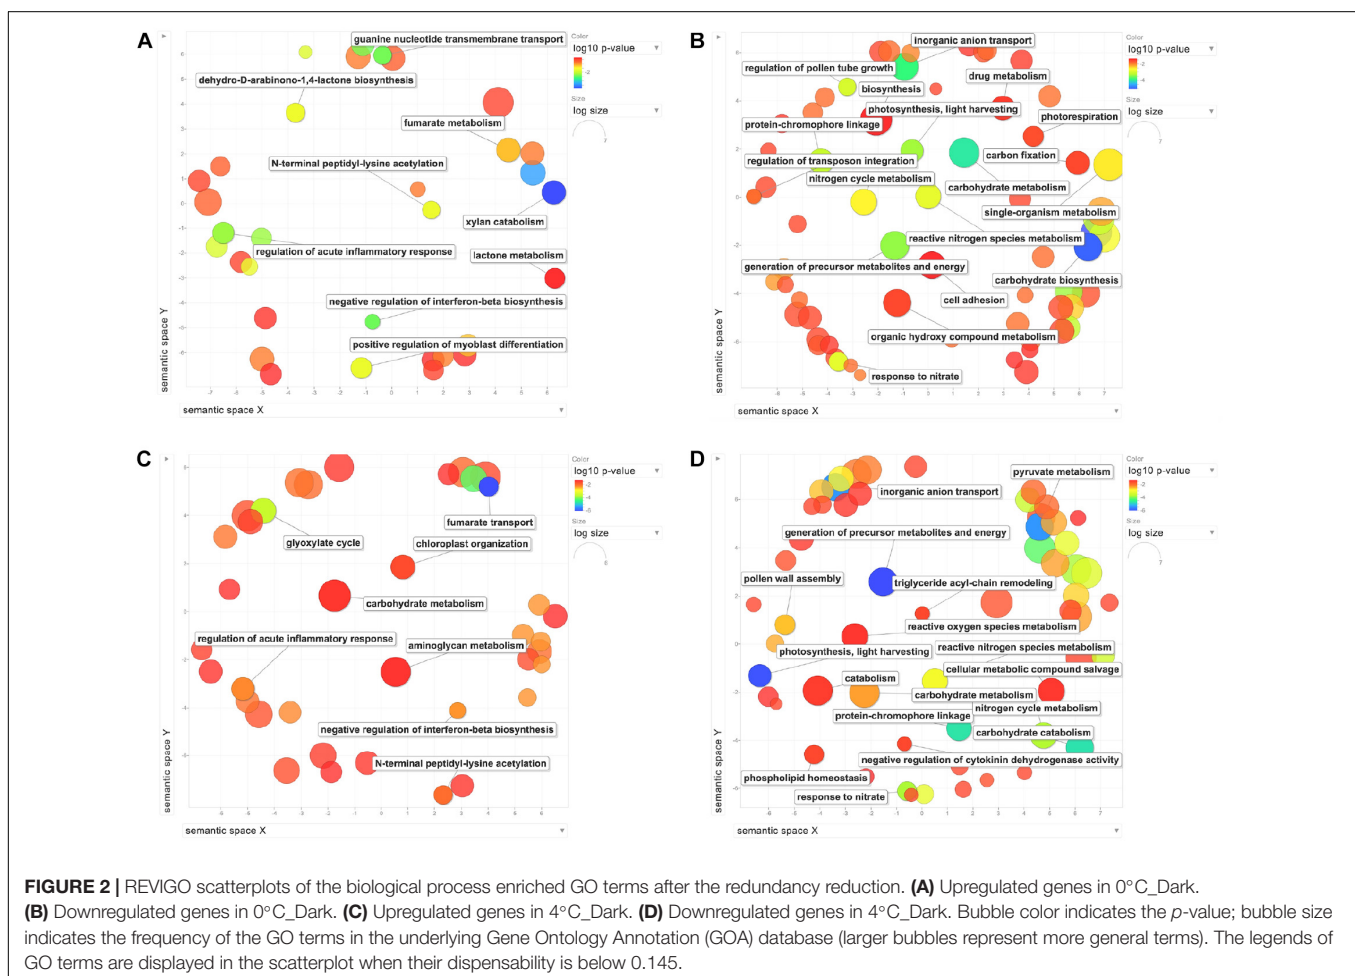 A
guanine nucleotide transmembrane transport
dehydro-D-arabinono-1,4-lactone biosynthesis
fumarate metabolism
N-terminal peptidyl-lysine acetylation
xylan catabolism
regulation of acute inflammatory response
lactone metabolism
negative regulation of interferon-beta biosynthesis
positive regulation of myoblast differentiation
semantic space Y
semantic space X
Color
log10 p-value
Size
log size
B
inorganic anion transport
regulation of pollen tube growth
drug metabolism
biosynthesis
photosynthesis, light harvesting
photorespiration
protein-chromophore linkage
carbon fixation
regulation of transposon integration
nitrogen cycle metabolism
carbohydrate metabolism
single-organism metabolism
reactive nitrogen species metabolism
generation of precursor metabolites and energy
carbohydrate biosynthesis
cell adhesion
organic hydroxy compound metabolism
response to nitrate
semantic space Y
semantic space X
Color
log10 p-value
Size
log size
C
fumarate transport
glyoxylate cycle
chloroplast organization
carbohydrate metabolism
regulation of acute inflammatory response
aminoglycan metabolism
negative regulation of interferon-beta biosynthesis
N-terminal peptidyl-lysine acetylation
semantic space Y
semantic space X
Color
log10 p-value
Size
log size
D
pyruvate metabolism
inorganic anion transport
generation of precursor metabolites and energy
pollen wall assembly
triglyceride acyl-chain remodeling
reactive oxygen species metabolism
photosynthesis, light harvesting
reactive nitrogen species metabolism
cellular metabolic compound salvage
catabolism
carbohydrate metabolism
nitrogen cycle metabolism
protein-chromophore linkage
carbohydrate catabolism
negative regulation of cytokinin dehydrogenase activity
phospholipid homeostasis
response to nitrate
semantic space Y
semantic space X
Color
log10 p-value
Size
log size
FIGURE 2 | REVIGO scatterplots of the biological process enriched GO terms after the redundancy reduction. (A) Upregulated genes in 0°C_Dark.
(B) Downregulated genes in 0°C_Dark. (C) Upregulated genes in 4°C_Dark. (D) Downregulated genes in 4°C_Dark. Bubble color indicates the p-value; bubble size
indicates the frequency of the GO terms in the underlying Gene Ontology Annotation (GOA) database (larger bubbles represent more general terms). The legends of
GO terms are displayed in the scatterplot when their dispensability is below 0.145.